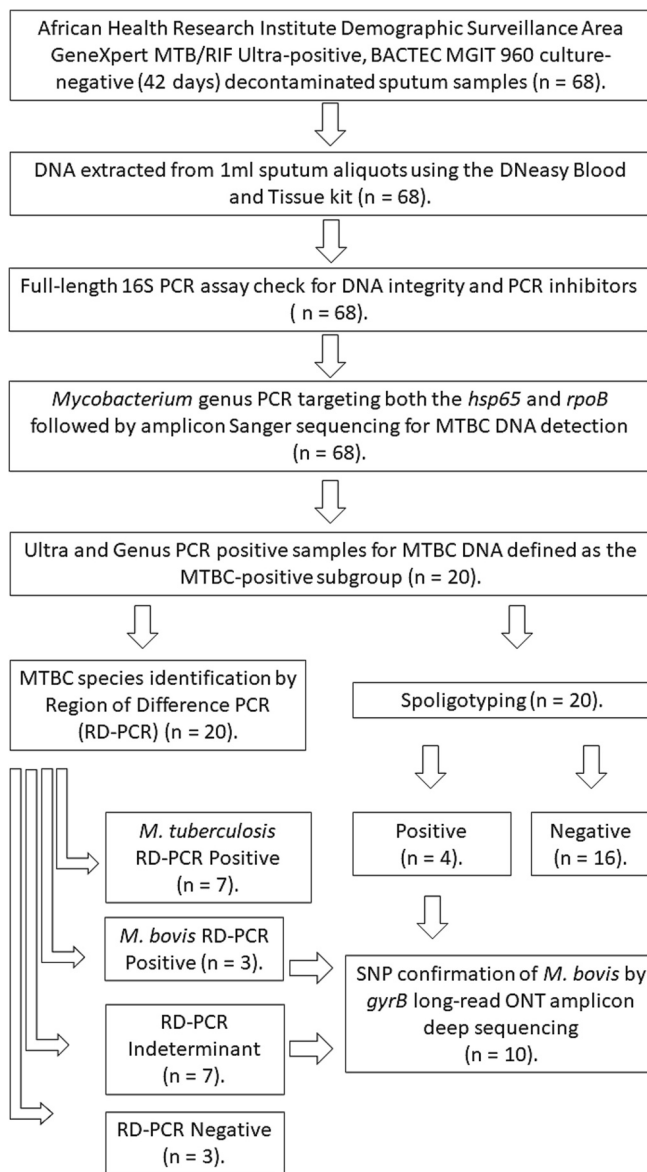 African Health Research Institute Demographic Surveillance Area
GeneXpert MTB/RIF Ultra-positive, BACTEC MGIT 960 culture-
negative (42 days) decontaminated sputum samples (n = 68).
DNA extracted from 1ml sputum aliquots using the DNeasy Blood
and Tissue kit (n = 68).
Full-length 16S PCR assay check for DNA integrity and PCR inhibitors
( n = 68).
Mycobacterium genus PCR targeting both the hsp65 and rpoB
followed by amplicon Sanger sequencing for MTBC DNA detection
(n = 68).
Ultra and Genus PCR positive samples for MTBC DNA defined as the
MTBC-positive subgroup (n = 20).
MTBC species identification by
Region of Difference PCR
(RD-PCR) (n = 20).
Spoligotyping (n = 20).
Positive
(n = 4).
Negative
(n = 16).
M. tuberculosis
RD-PCR Positive
(n = 7).
M. bovis RD-PCR
Positive (n = 3).
RD-PCR
Indeterminant
(n = 7).
RD-PCR Negative
(n = 3).
SNP confirmation of M. bovis by
gyrB long-read ONT amplicon
deep sequencing
(n = 10).